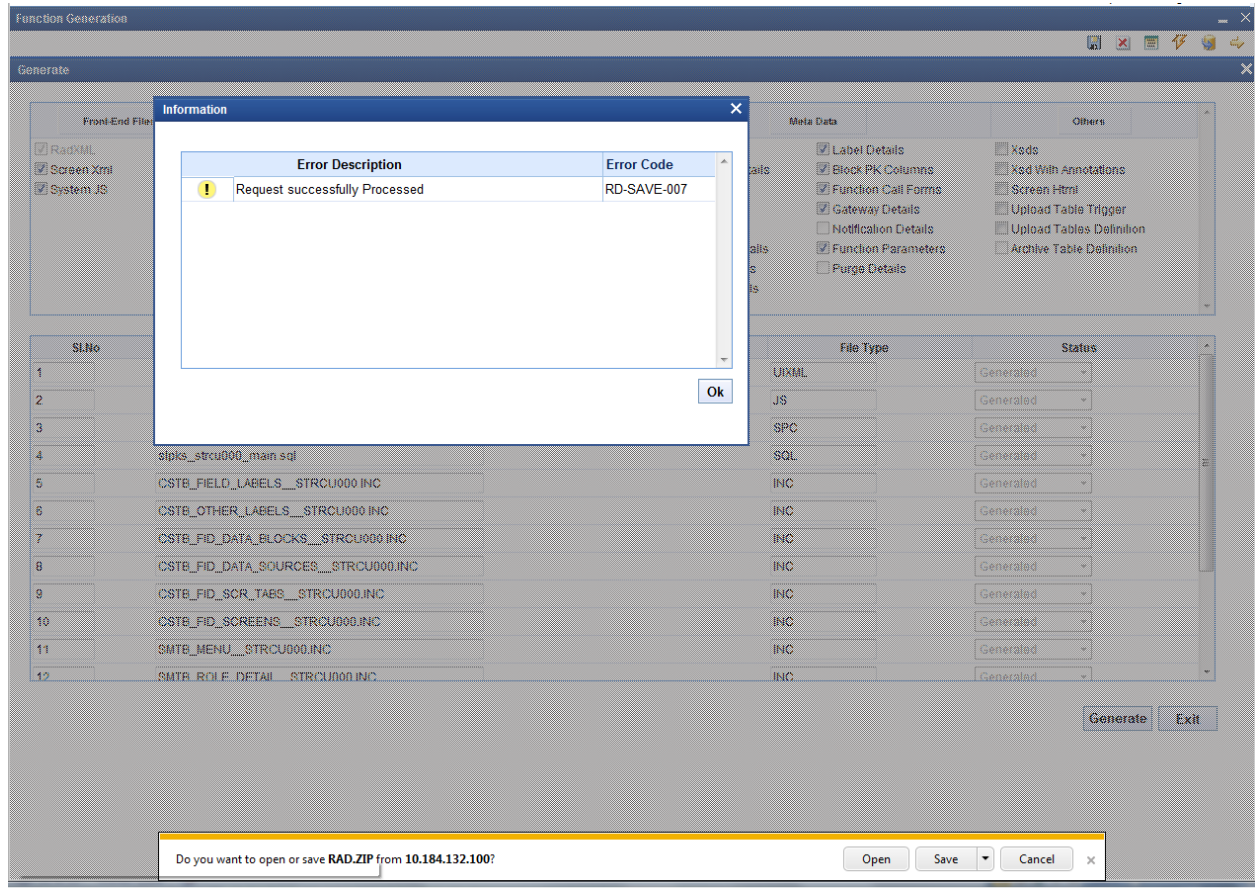 Function Generation
Generate
Information
Front-End Files
Meta Data
Others
Error Description Error Code
Request successfully Processed RD-SAVE-007
Ok
RadXML
Screen Xml
System JS
Label Details
Block PK Columns
Function Call Forms
Gateway Details
Notification Details
Function Parameters
Purge Details
Xsds
Xsd With Annotations
Screen Html
Upload Table Trigger
Upload Tables Definition
Archive Table Definition
Sl.No File Type Status
1 UIXML Generated
2 JS Generated
3 SPC Generated
4 stpks_strcu000_main.sql SQL Generated
5 CSTB_FIELD_LABELS__STRCU000.INC INC Generated
6 CSTB_OTHER_LABELS__STRCU000.INC INC Generated
7 CSTB_FID_DATA_BLOCKS__STRCU000.INC INC Generated
8 CSTB_FID_DATA_SOURCES__STRCU000.INC INC Generated
9 CSTB_FID_SCR_TABS__STRCU000.INC INC Generated
10 CSTB_FID_SCREENS__STRCU000.INC INC Generated
11 SMTB_MENU__STRCU000.INC INC Generated
12 SMTB_ROLE_DETAIL__STRCU000.INC INC Generated
Generate Exit
Do you want to open or save RAD.ZIP from 10.184.132.100?
Open Save Cancel